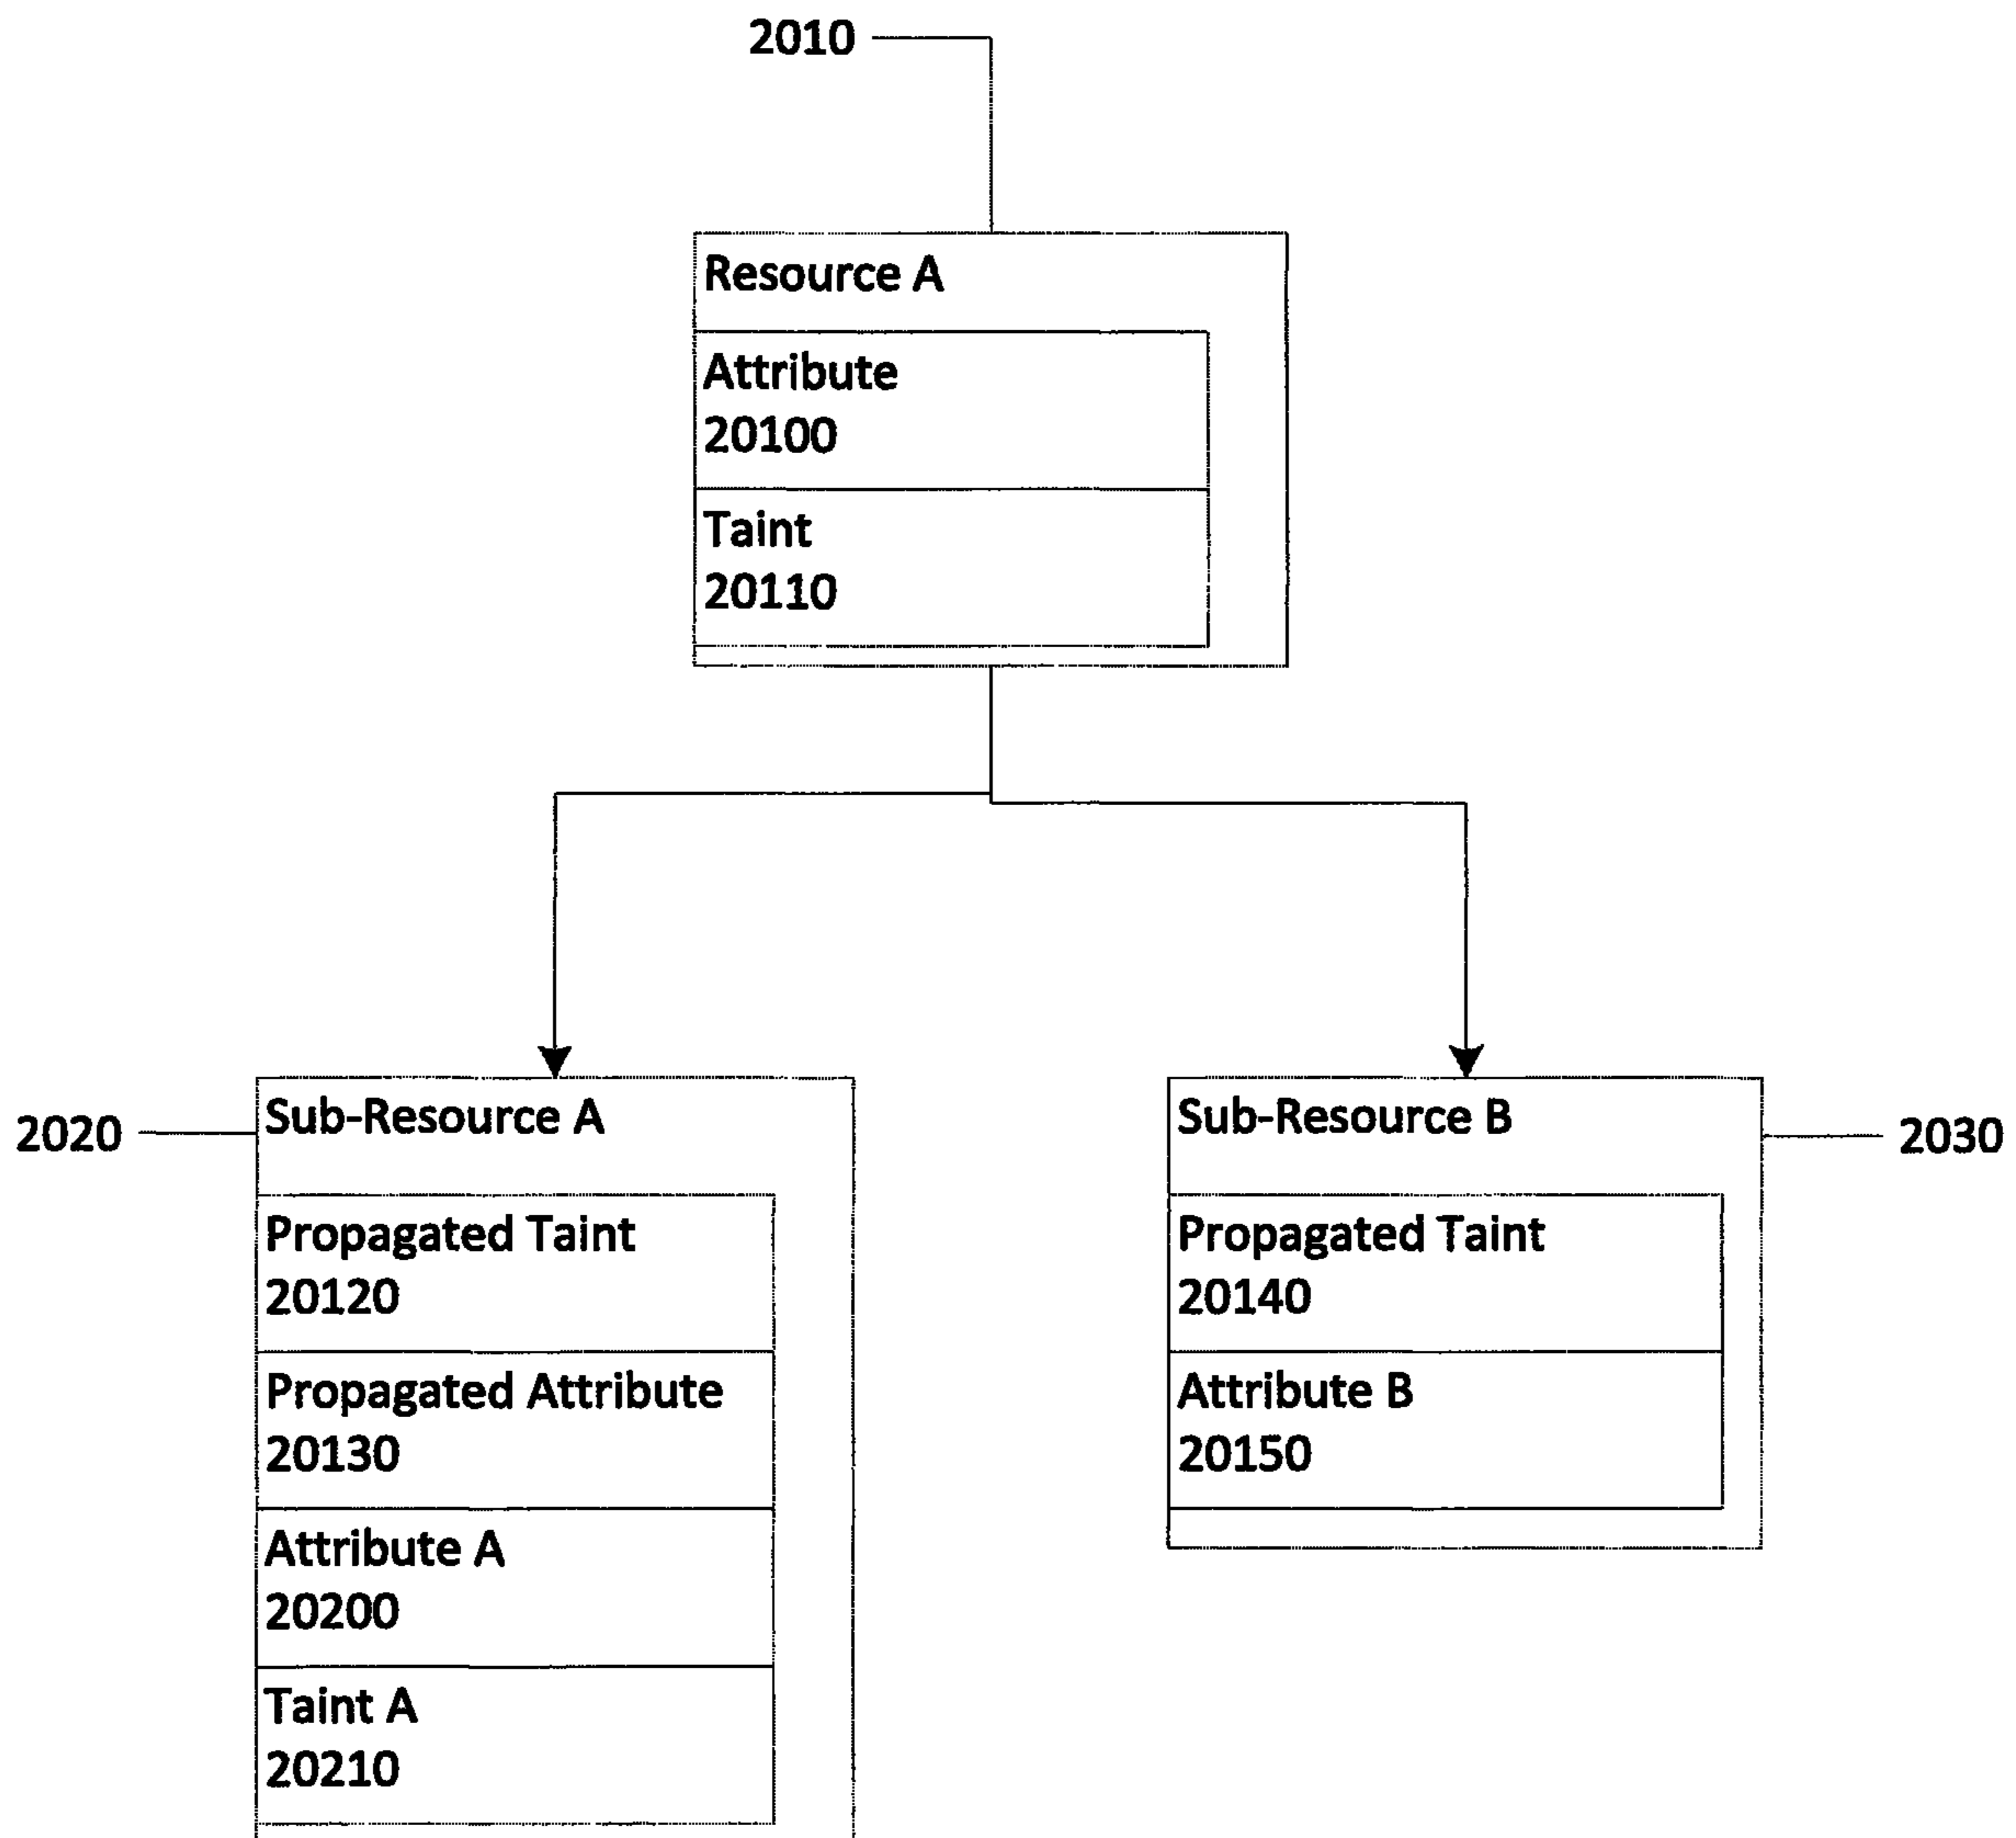 2010
Resource A
Attribute
20100
Taint
20110
2020
Sub-Resource A
Propagated Taint
20120
Propagated Attribute
20130
Attribute A
20200
Taint A
20210
Sub-Resource B
2030
Propagated Taint
20140
Attribute B
20150